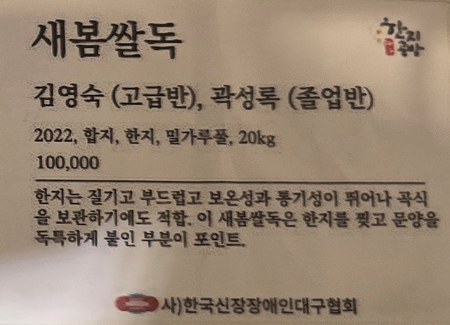 새봄쌀독
한지
공방
김영숙 (고급반), 곽성록 (졸업반)
2022, 합지, 한지, 밀가루풀, 20kg
100,000
한지는 질기고 부드럽고 보온성과 통기성이 뛰어나 곡식
을 보관하기에도 적합. 이 새봄쌀독은 한지를 찢고 문양을
독특하게 붙인 부분이 포인트.
사)한국신장장애인대구협회